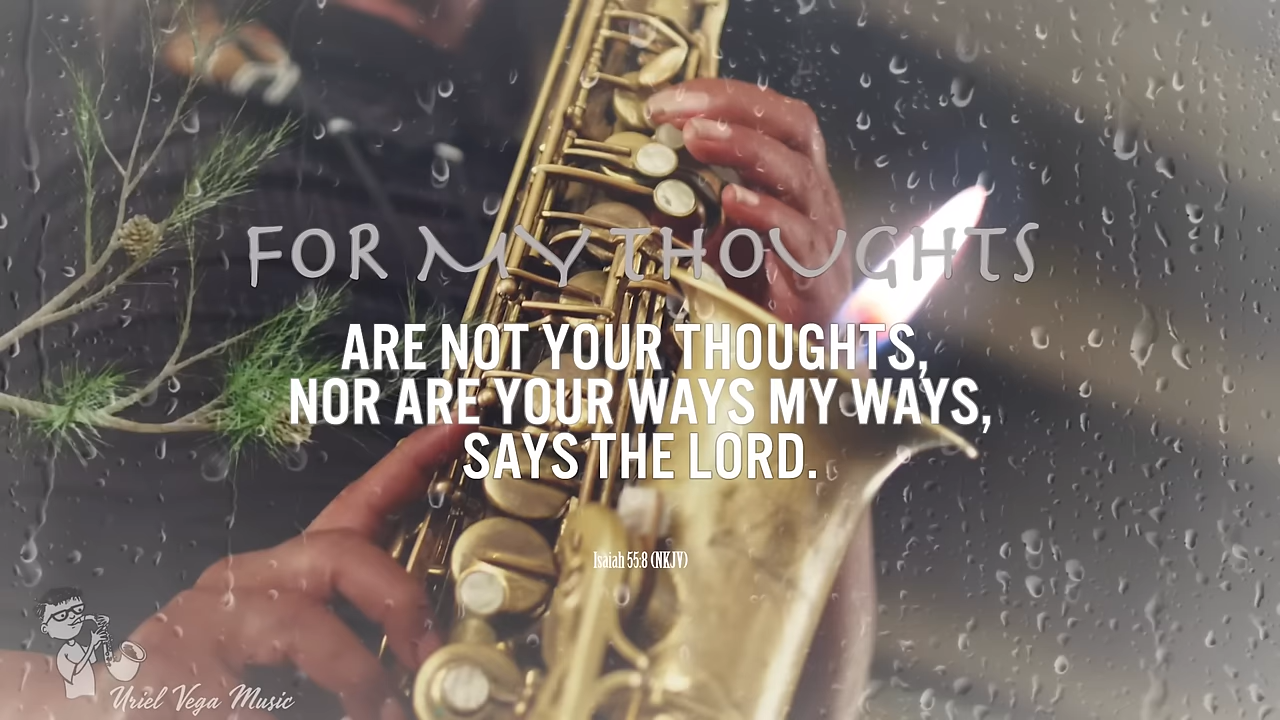 FOR MY THOUGHTS
ARE NOT YOUR THOUGHTS,
NOR ARE YOUR WAYS MY WAYS,
SAYS THE LORD.
Isaiah 55:8 (NKJV)
Uriel Vega Music